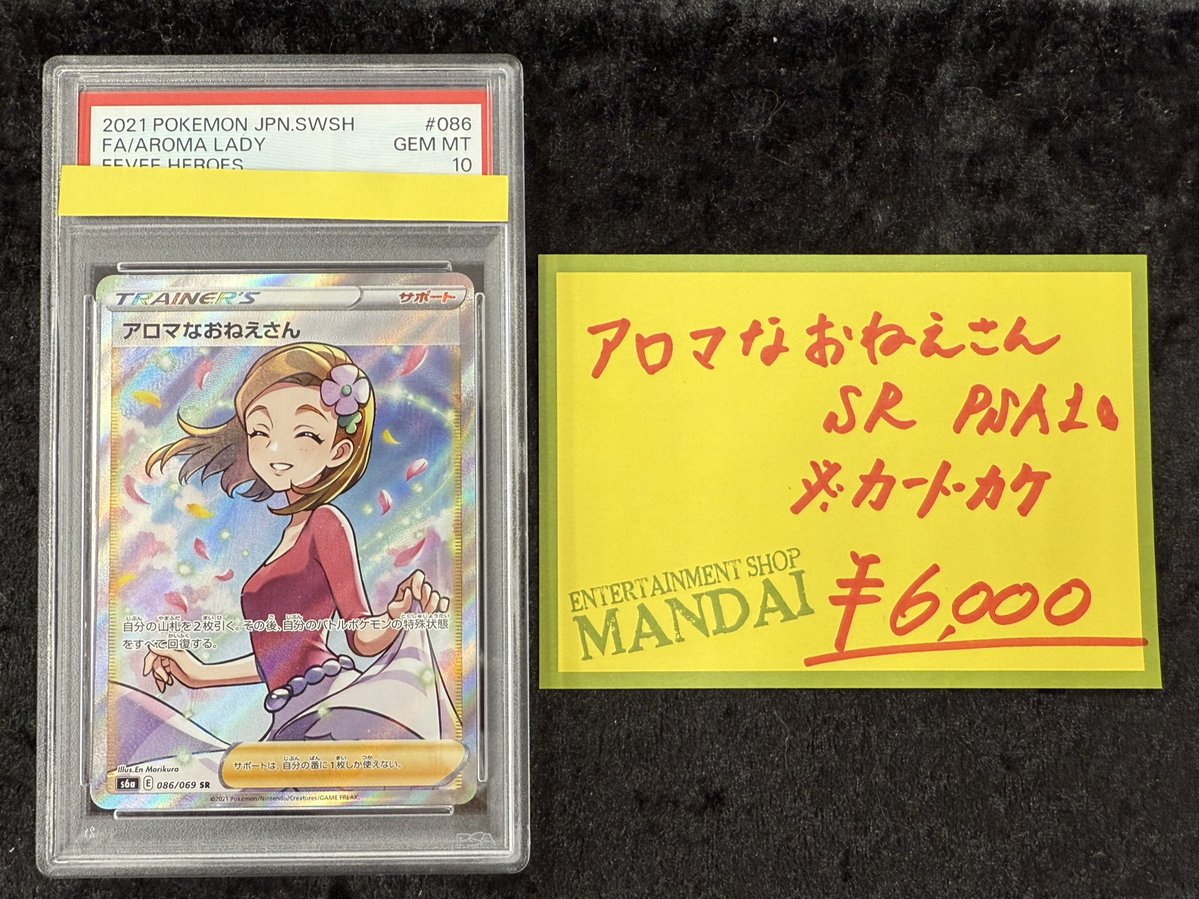 2021 POKEMON JPN.SWSH #086
FA/AROMA LADY GEM MT
EEVEE HEROES 10
TRAINER'S サポート
アロマなおねえさん
自分の山札を2枚引く。その後、自分のバトルポケモンの特殊状態
をすべて回復する。
サポートは、自分の番に1枚しか使えない。
Illus.En Morikura
s6a E 086/069 SR
©2021 Pokémon/Nintendo/Creatures/GAME FREAK.
PSA
アロマなおねえさん
SR PSA10
※カード・カケ
ENTERTAINMENT SHOP
MANDAI
¥6,000